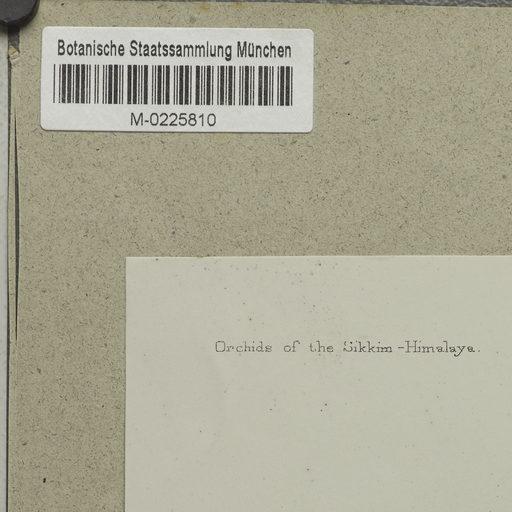 Botanische Staatssammlung München
M-0225810
Orchids of the Sikkim-Himalaya.